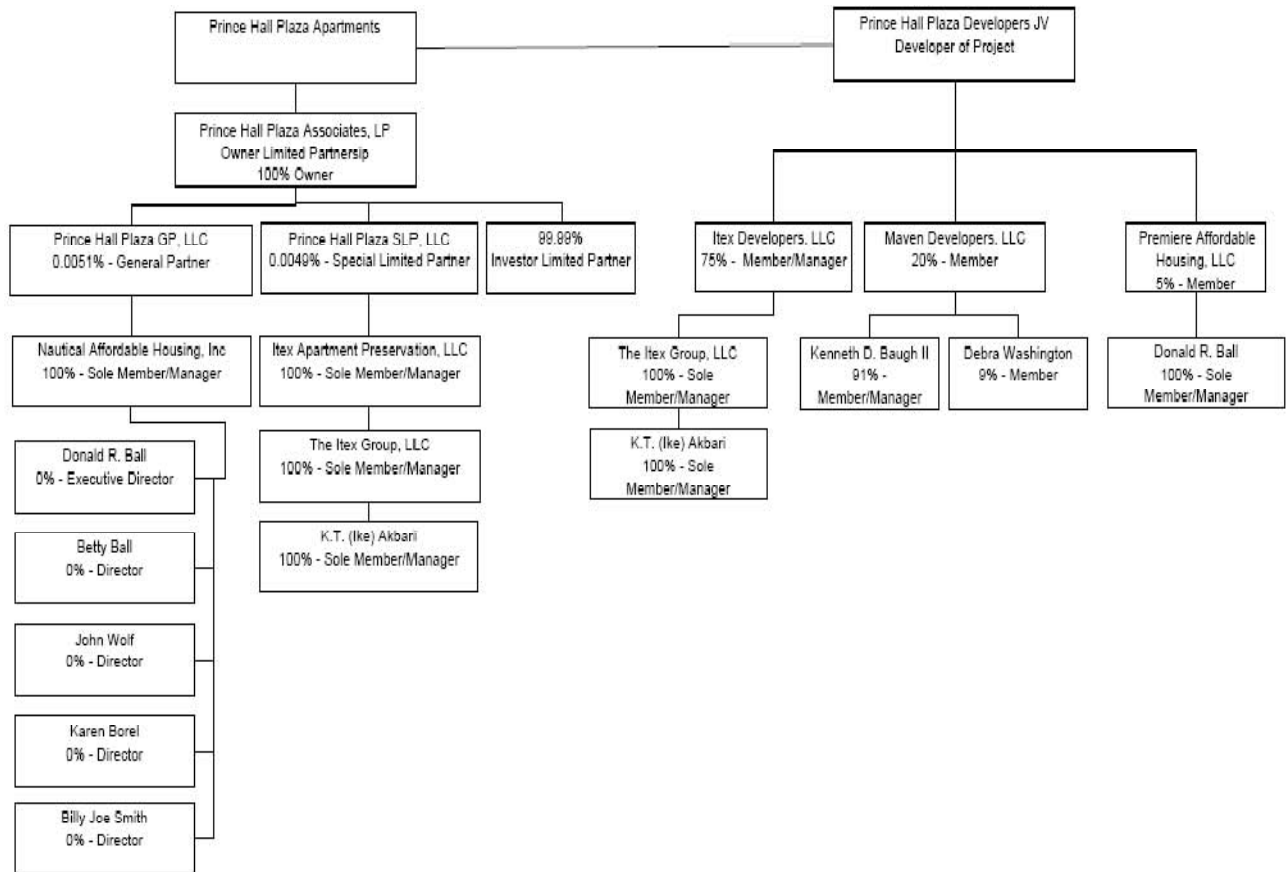 Prince Hall Plaza Apartments
Prince Hall Plaza Developers JV
Developer of Project
Prince Hall Plaza Associates, LP
Owner Limited Partnersip
100% Owner
Prince Hall Plaza GP, LLC
0.0051% - General Partner
Prince Hall Plaza SLP, LLC
0.0049% - Special Limited Partner
99.99%
Investor Limited Partner
Itex Developers, LLC
75% - Member/Manager
Maven Developers, LLC
20% - Member
Premiere Affordable
Housing, LLC
5% - Member
Nautical Affordable Housing, Inc
100% - Sole Member/Manager
Itex Apartment Preservation, LLC
100% - Sole Member/Manager
The Itex Group, LLC
100% - Sole
Member/Manager
Kenneth D. Baugh II
91% -
Member/Manager
Debra Washington
9% - Member
Donald R. Ball
100% - Sole
Member/Manager
Donald R. Ball
0% - Executive Director
The Itex Group, LLC
100% - Sole Member/Manager
K.T. (Ike) Akbari
100% - Sole
Member/Manager
Betty Ball
0% - Director
K.T. (Ike) Akbari
100% - Sole Member/Manager
John Wolf
0% - Director
Karen Borel
0% - Director
Billy Joe Smith
0% - Director